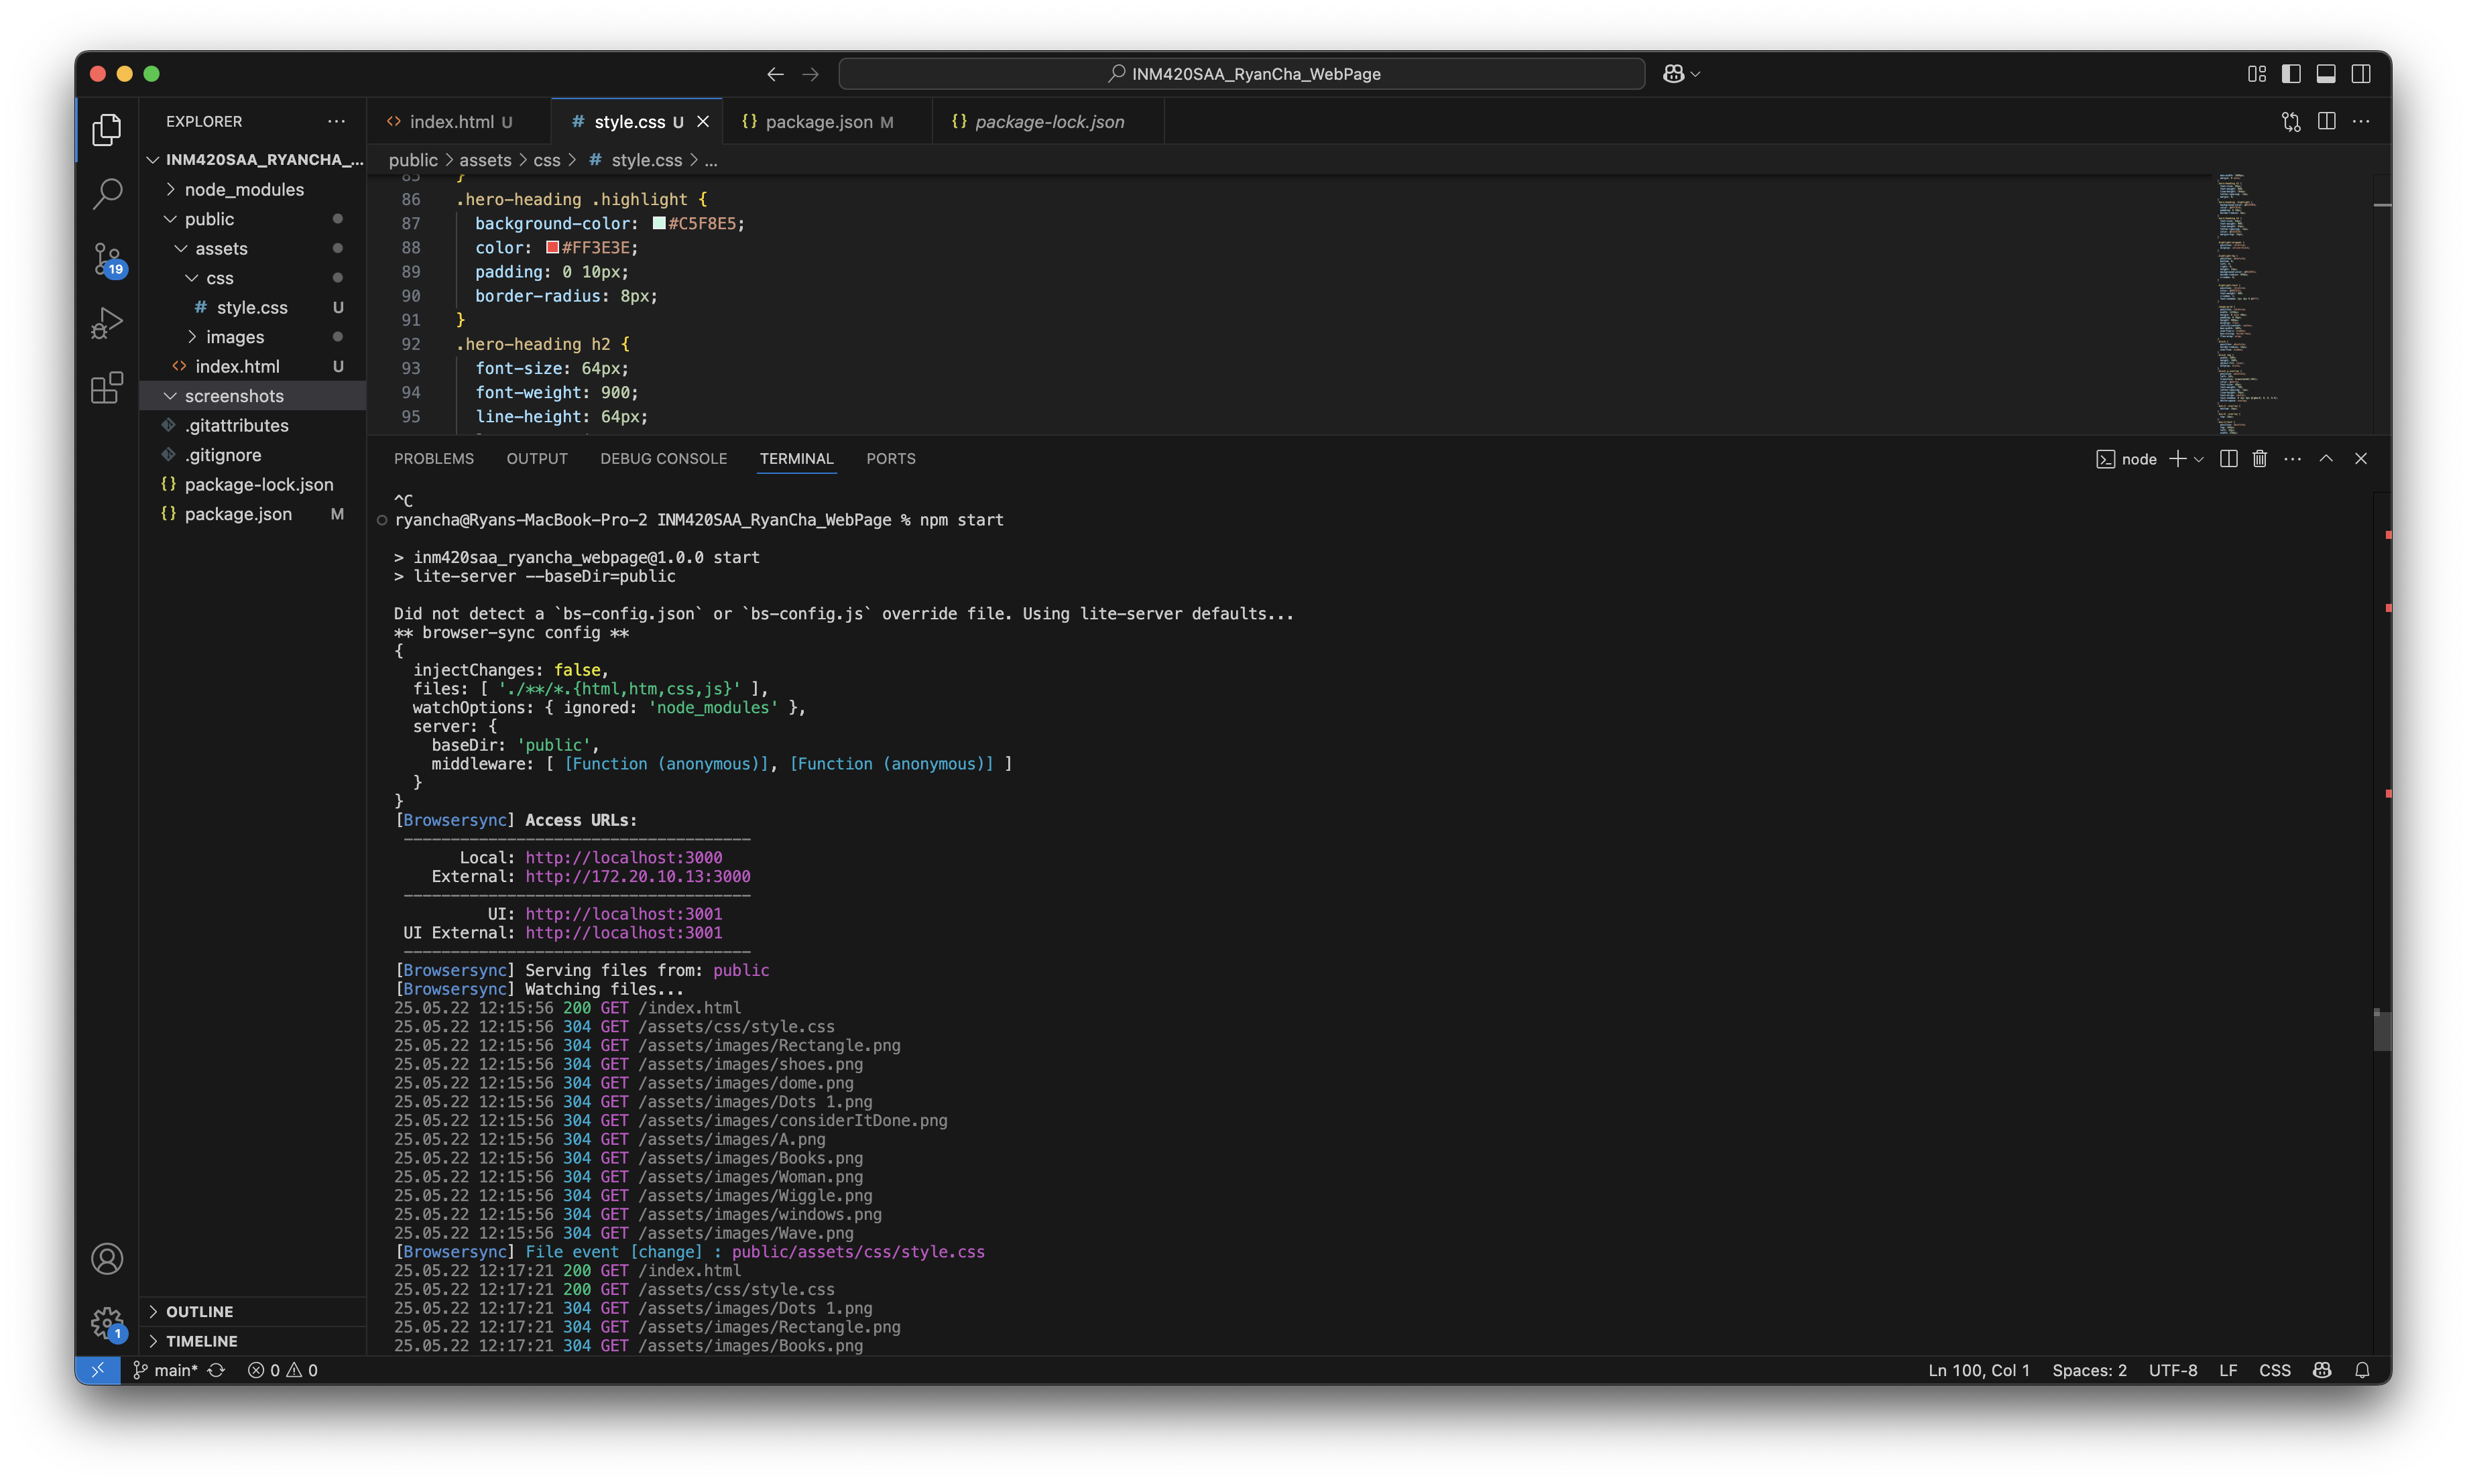 INM420SAA_RyanCha_WebPage
EXPLORER
INM420SAA_RYANCHA_...
node_modules
public
assets
css
# style.css U
images
<> index.html U
screenshots
.gitattributes
.gitignore
{} package-lock.json
{} package.json M
OUTLINE
TIMELINE
19
1
<> index.html U
# style.css U
{} package.json M
{} package-lock.json
public > assets > css > # style.css > ...
85 }
86 .hero-heading .highlight {
87 background-color: #C5F8E5;
88 color: #FF3E3E;
89 padding: 0 10px;
90 border-radius: 8px;
91 }
92 .hero-heading h2 {
93 font-size: 64px;
94 font-weight: 900;
95 line-height: 64px;
PROBLEMS OUTPUT DEBUG CONSOLE TERMINAL PORTS
node
^C
ryancha@Ryans-MacBook-Pro-2 INM420SAA_RyanCha_WebPage % npm start
> inm420saa_ryancha_webpage@1.0.0 start
> lite-server --baseDir=public
Did not detect a `bs-config.json` or `bs-config.js` override file. Using lite-server defaults...
** browser-sync config **
{
injectChanges: false,
files: [ './**/*.{html,htm,css,js}' ],
watchOptions: { ignored: 'node_modules' },
server: {
baseDir: 'public',
middleware: [ [Function (anonymous)], [Function (anonymous)] ]
}
}
[Browsersync] Access URLs:
-------------------------------------
Local: http://localhost:3000
External: http://172.20.10.13:3000
-------------------------------------
UI: http://localhost:3001
UI External: http://localhost:3001
-------------------------------------
[Browsersync] Serving files from: public
[Browsersync] Watching files...
25.05.22 12:15:56 200 GET /index.html
25.05.22 12:15:56 304 GET /assets/css/style.css
25.05.22 12:15:56 304 GET /assets/images/Rectangle.png
25.05.22 12:15:56 304 GET /assets/images/shoes.png
25.05.22 12:15:56 304 GET /assets/images/dome.png
25.05.22 12:15:56 304 GET /assets/images/Dots 1.png
25.05.22 12:15:56 304 GET /assets/images/considerItDone.png
25.05.22 12:15:56 304 GET /assets/images/A.png
25.05.22 12:15:56 304 GET /assets/images/Books.png
25.05.22 12:15:56 304 GET /assets/images/Woman.png
25.05.22 12:15:56 304 GET /assets/images/Wiggle.png
25.05.22 12:15:56 304 GET /assets/images/windows.png
25.05.22 12:15:56 304 GET /assets/images/Wave.png
[Browsersync] File event [change] : public/assets/css/style.css
25.05.22 12:17:21 200 GET /index.html
25.05.22 12:17:21 200 GET /assets/css/style.css
25.05.22 12:17:21 304 GET /assets/images/Dots 1.png
25.05.22 12:17:21 304 GET /assets/images/Rectangle.png
25.05.22 12:17:21 304 GET /assets/images/Books.png
main* 0 0
Ln 100, Col 1 Spaces: 2 UTF-8 LF CSS